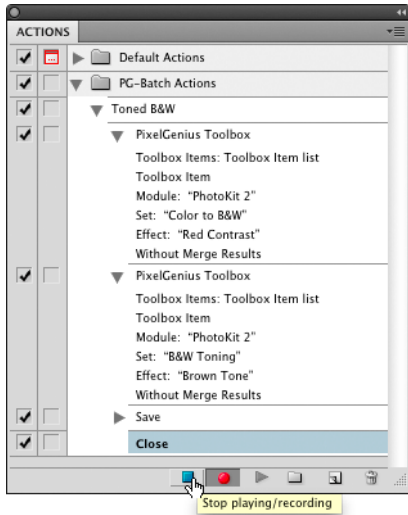 ACTIONS
Default Actions
PG-Batch Actions
Toned B&W
PixelGenius Toolbox
Toolbox Items: Toolbox Item list
Toolbox Item
Module: "PhotoKit 2"
Set: "Color to B&W"
Effect: "Red Contrast"
Without Merge Results
PixelGenius Toolbox
Toolbox Items: Toolbox Item list
Toolbox Item
Module: "PhotoKit 2"
Set: "B&W Toning"
Effect: "Brown Tone"
Without Merge Results
Save
Close
Stop playing/recording